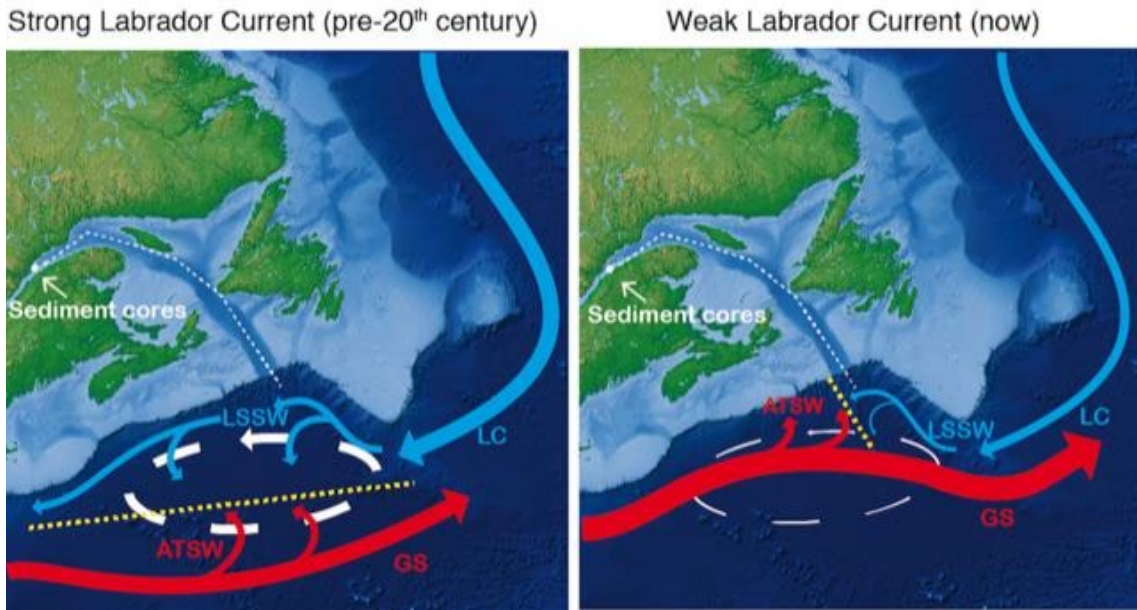 Strong Labrador Current (pre-20th century)
Weak Labrador Current (now)
Sediment cores
LSSW
LC
ATSW
GS
Sediment cores
ATSW
LSSW
LC
GS